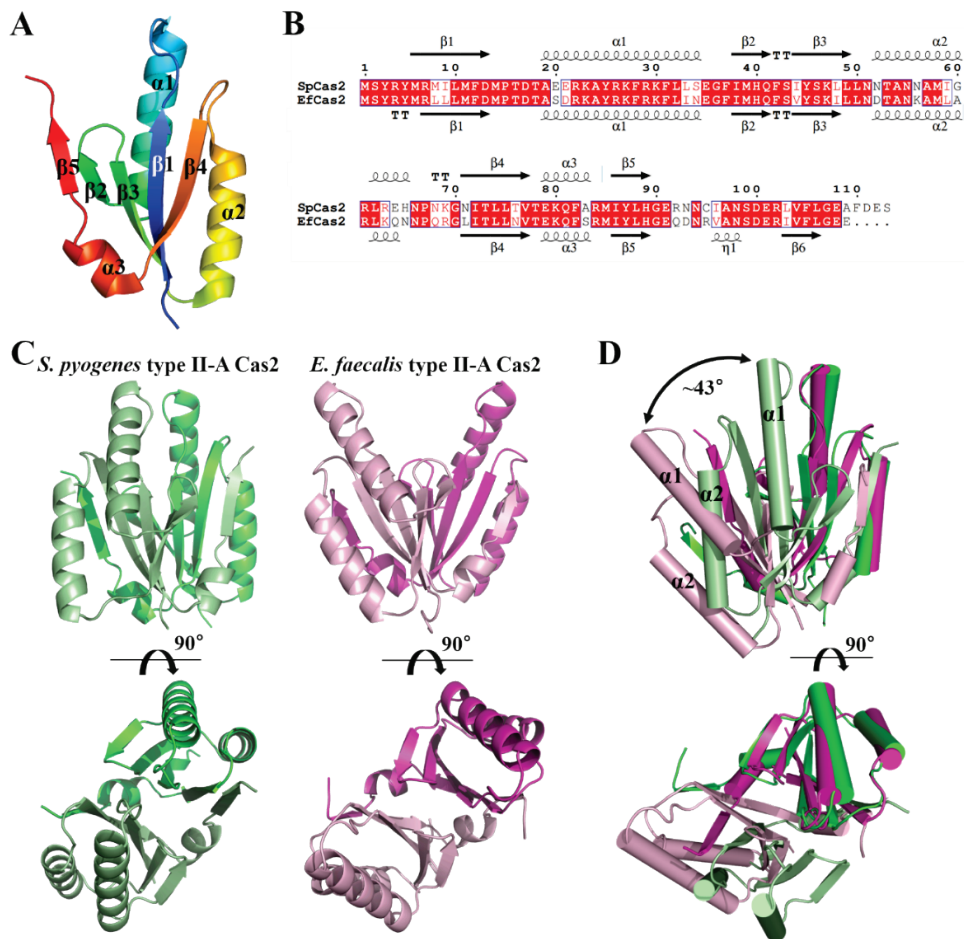 A
β5
β2
β3
α1
β1
β4
α2
α3
B
β1 α1 β2 TT β3 α2
1 10 20 30 40 50 60
SpCas2 MSYRYMRMILMFDMPTDTAEERKAYRKFRKFLLSEGFIMHQFSIYSKLLLNNTANNAMIG
EfCas2 MSYRYMRLELMFDMPTDTASDRKAYRKFRKFLINEGFIMHQFSVYSKILLNDTANKAMLA
TT β1 α1 β2 TT β3 α2
TT β4 α3 β5
70 80 90 100 110
SpCas2 RLREHNPNKGNITLLTVTEKQFARMIYLHGERNNCIANSDERLVFLGEAFDES
EfCas2 RLKQNNPQRGLITLLNVTEKQFSRMIYLHGEQDNRVANSDERIVFLGE....
β4 α3 β5 η1 β6
C
S. pyogenes type II-A Cas2
E. faecalis type II-A Cas2
90°
90°
D
~43°
α1
α1
α2
α2
90°